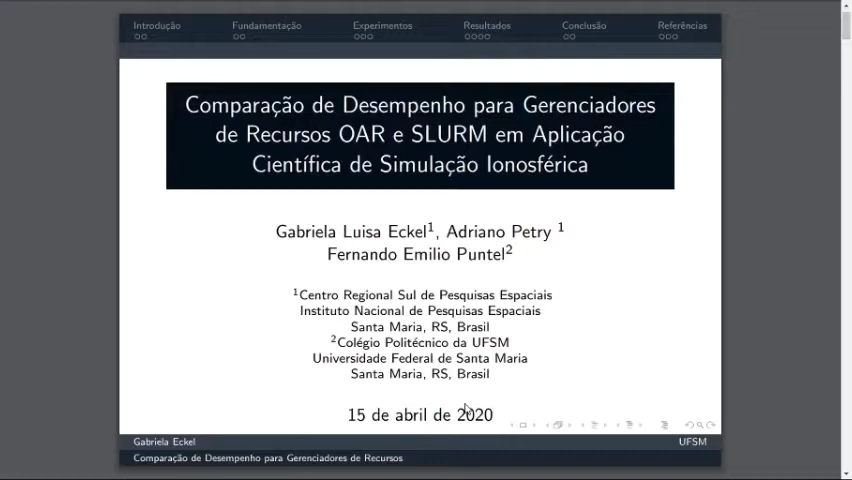 Introdução Fundamentação Experimentos Resultados Conclusão Referências
Comparação de Desempenho para Gerenciadores
de Recursos OAR e SLURM em Aplicação
Científica de Simulação Ionosférica
Gabriela Luisa Eckel¹, Adriano Petry ¹
Fernando Emilio Puntel²
¹Centro Regional Sul de Pesquisas Espaciais
Instituto Nacional de Pesquisas Espaciais
Santa Maria, RS, Brasil
²Colégio Politécnico da UFSM
Universidade Federal de Santa Maria
Santa Maria, RS, Brasil
15 de abril de 2020
Gabriela Eckel UFSM
Comparação de Desempenho para Gerenciadores de Recursos